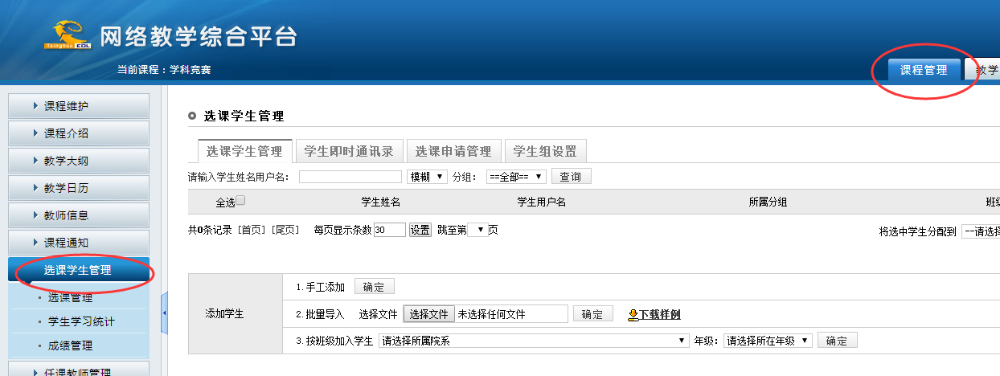 网络教学综合平台
Tsinghua EOL
当前课程：学科竞赛
课程管理 教学
课程维护
课程介绍
教学大纲
教学日历
教师信息
课程通知
选课学生管理
选课管理
学生学习统计
成绩管理
任课教师管理
选课学生管理
选课学生管理 学生即时通讯录 选课申请管理 学生组设置
请输入学生姓名用户名： 模糊 分组： ==全部== 查询
全选 学生姓名 学生用户名 所属分组 班级
共0条记录 [首页] [尾页] 每页显示条数 30 设置 跳至第 页
将选中学生分配到 --请选择
添加学生
1. 手工添加 确定
2. 批量导入 选择文件 选择文件 未选择任何文件 确定 下载样例
3. 按班级加入学生 请选择所属院系 年级： 请选择所在年级 确定